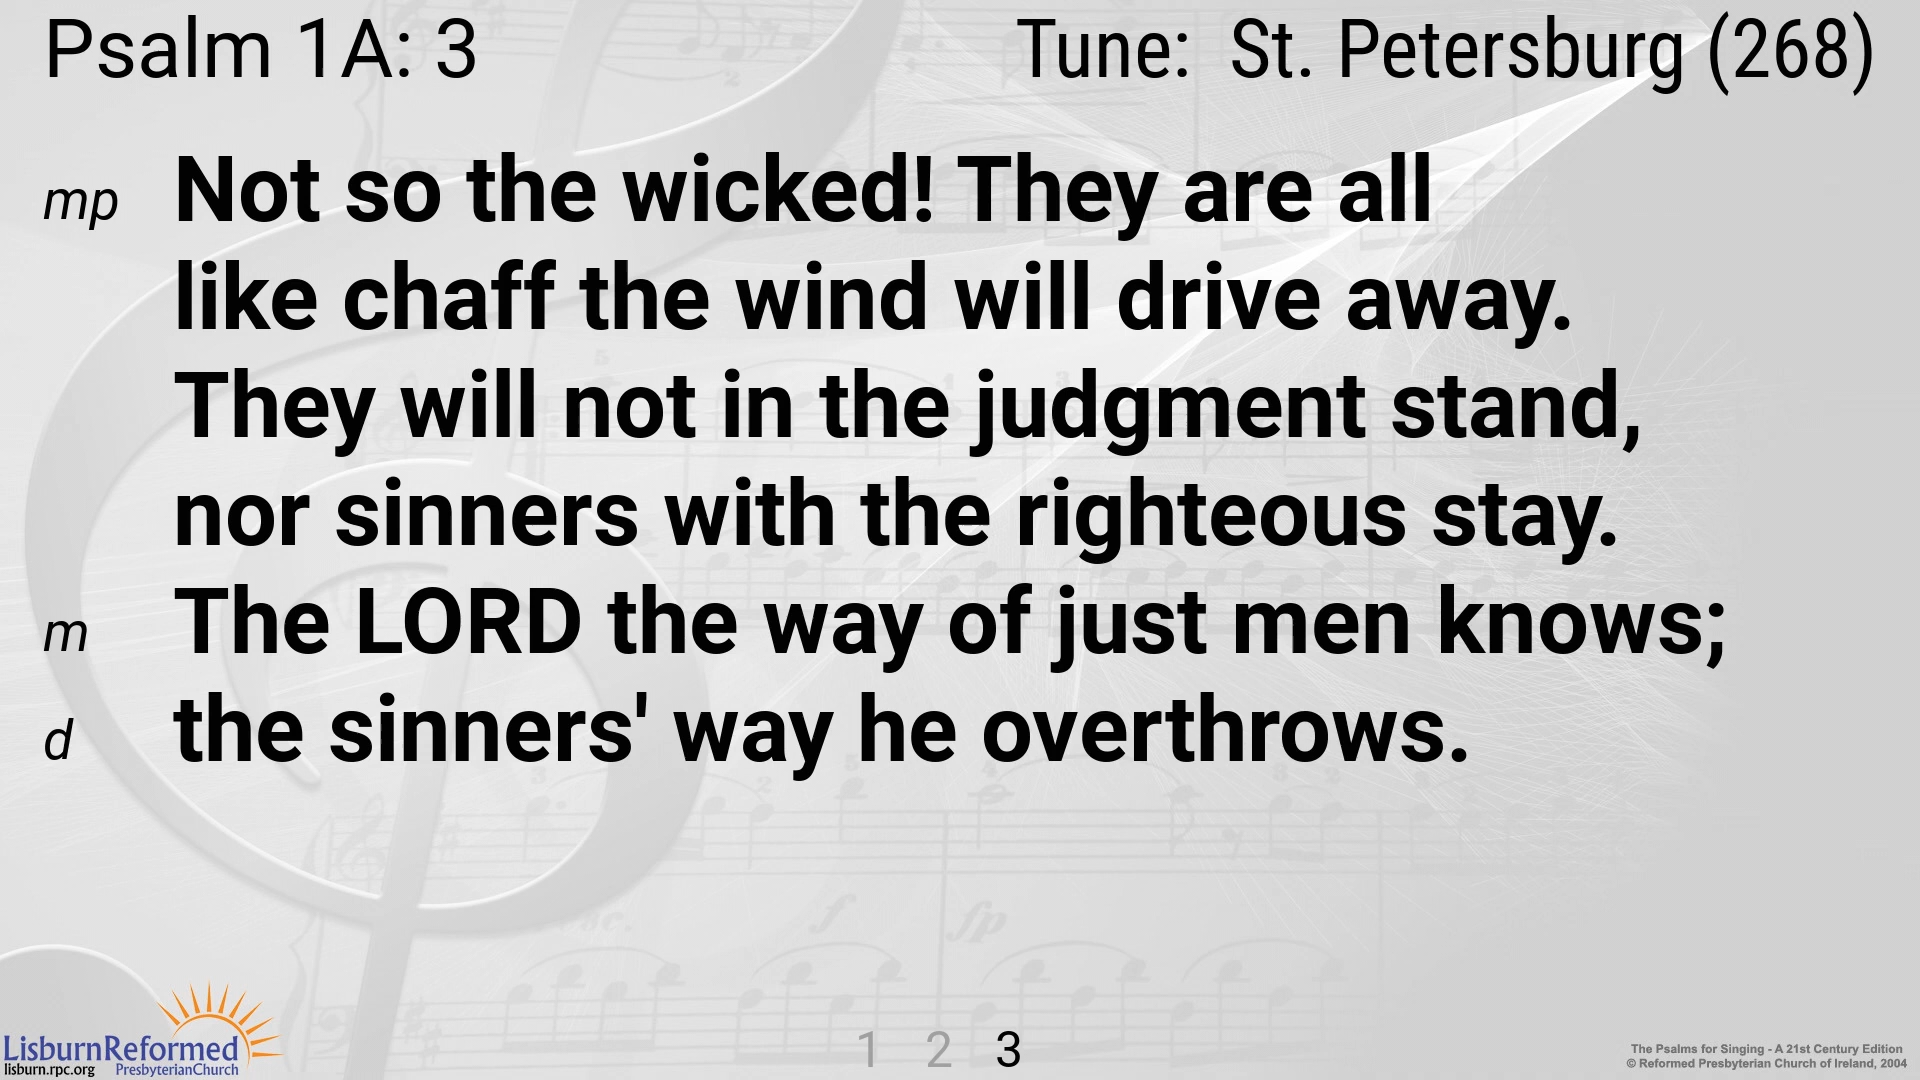 Psalm 1A: 3
Tune: St. Petersburg (268)
mp Not so the wicked! They are all
like chaff the wind will drive away.
They will not in the judgment stand,
nor sinners with the righteous stay.
m The LORD the way of just men knows;
d the sinners' way he overthrows.
f fp
LisburnReformed
lisburn.rpc.org PresbyterianChurch
1 2 3
The Psalms for Singing - A 21st Century Edition
© Reformed Presbyterian Church of Ireland, 2004